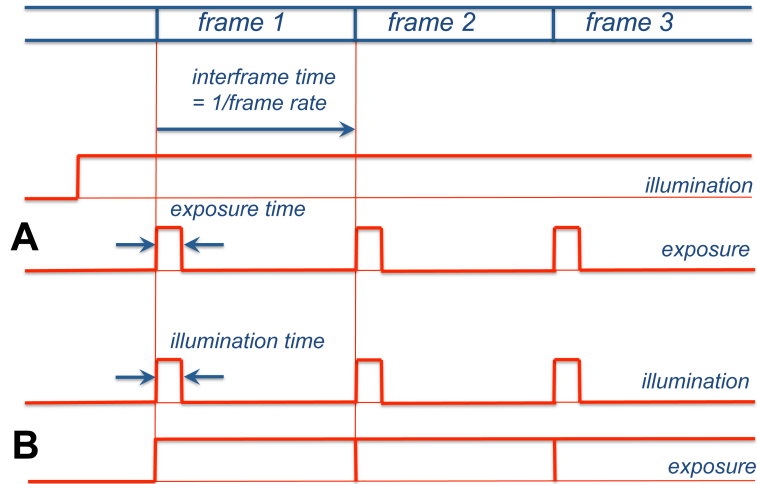 frame 1 frame 2 frame 3
interframe time
= 1/frame rate
illumination
exposure time
A
exposure
illumination time
illumination
B
exposure